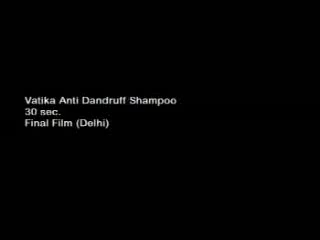 Vatika Anti Dandruff Shampoo
30 sec.
Final Film (Delhi)